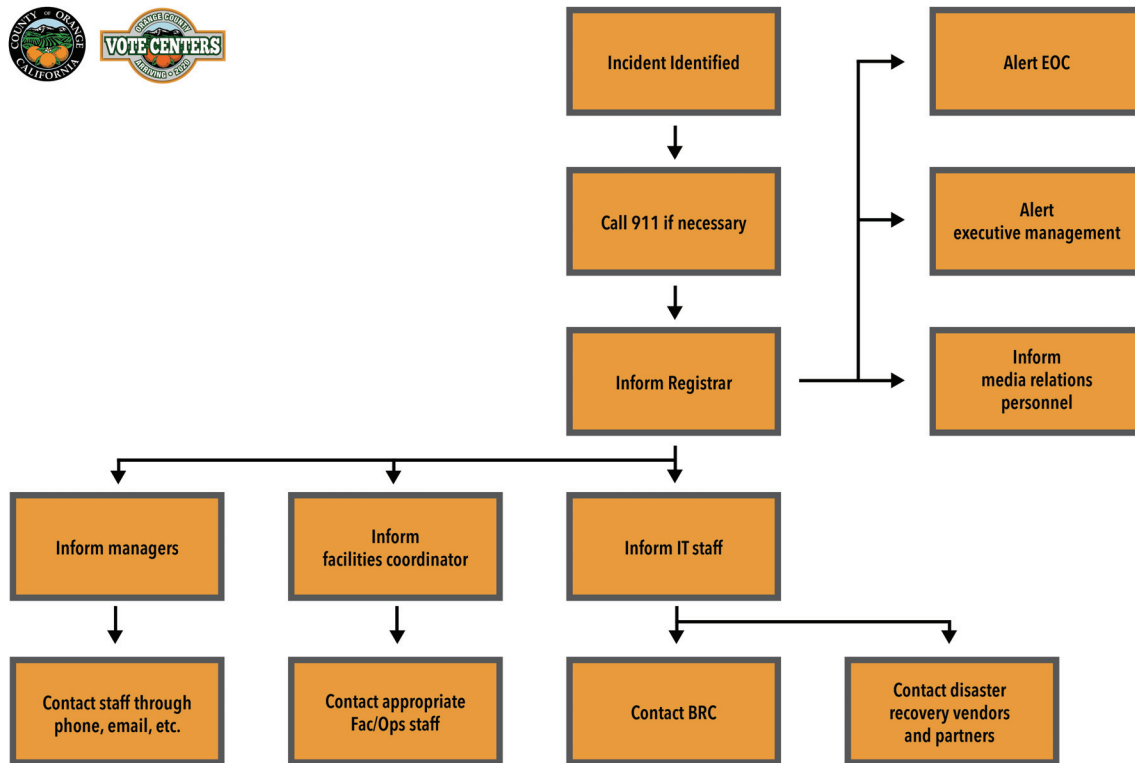 COUNTY OF ORANGE
CALIFORNIA
ORANGE COUNTY
VOTE CENTERS
ARRIVING • 2020
Incident Identified
Alert EOC
Call 911 if necessary
Alert
executive management
Inform Registrar
Inform
media relations
personnel
Inform managers
Inform
facilities coordinator
Inform IT staff
Contact staff through
phone, email, etc.
Contact appropriate
Fac/Ops staff
Contact BRC
Contact disaster
recovery vendors
and partners